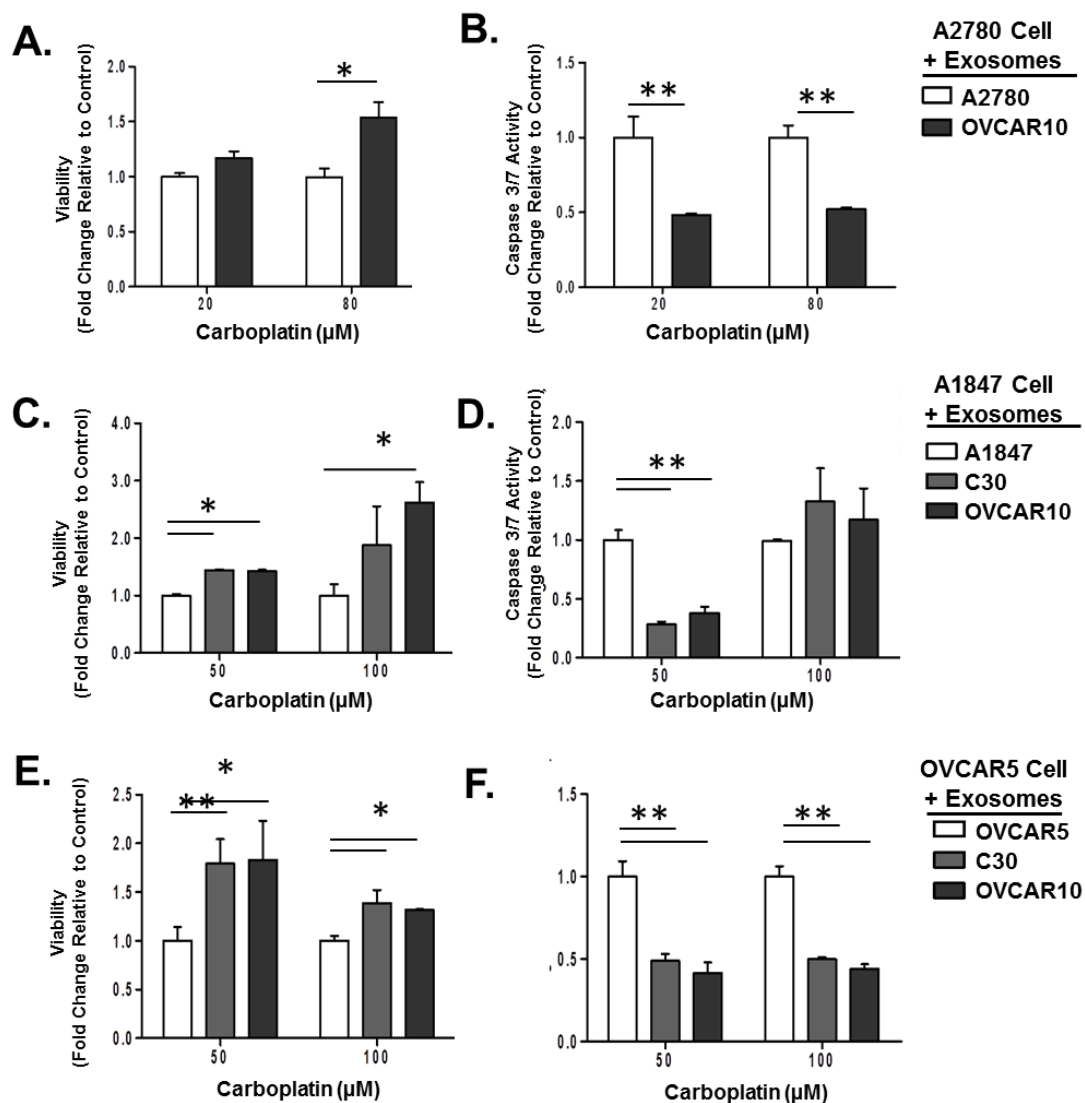 A.
Viability
(Fold Change Relative to Control)
2.0
1.5
1.0
0.5
0.0
*
20
80
Carboplatin (µM)
B.
Caspase 3/7 Activity
(Fold Change Relative to Control)
1.5
1.0
0.5
0.0
**
**
20
80
Carboplatin (µM)
A2780 Cell
+ Exosomes
A2780
OVCAR10
C.
Viability
(Fold Change Relative to Control)
4.0
3.0
2.0
1.0
0.0
*
*
50
100
Carboplatin (µM)
D.
Caspase 3/7 Activity
(Fold Change Relative to Control)
2.0
1.5
1.0
0.5
0.0
**
50
100
Carboplatin (µM)
A1847 Cell
+ Exosomes
A1847
C30
OVCAR10
E.
Viability
(Fold Change Relative to Control)
2.5
2.0
1.5
1.0
0.5
0.0
*
**
*
50
100
Carboplatin (µM)
F.
1.5
1.0
0.5
0.0
**
**
50
100
Carboplatin (µM)
OVCAR5 Cell
+ Exosomes
OVCAR5
C30
OVCAR10